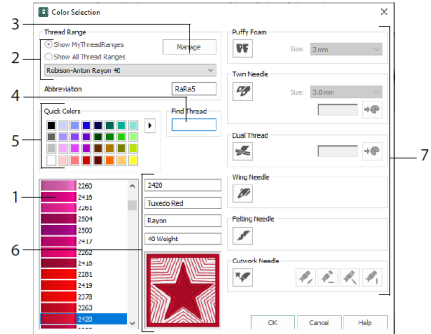 Color Selection
Thread Range
Show MyThreadRanges
Manage
Show All Thread Ranges
Robison-Anton Rayon 40
Abbreviation
RaRa5
Quick Colors
Find Thread
2260
2415
2261
2504
2500
2417
2262
2418
2281
2419
2378
2263
2420
2420
Tuxedo Red
Rayon
40 Weight
Puffy Foam
Size:
3 mm
Twin Needle
Size:
3.0 mm
Dual Thread
Wing Needle
Felting Needle
Cutwork Needle
OK
Cancel
Help
3
2
4
5
1
6
7